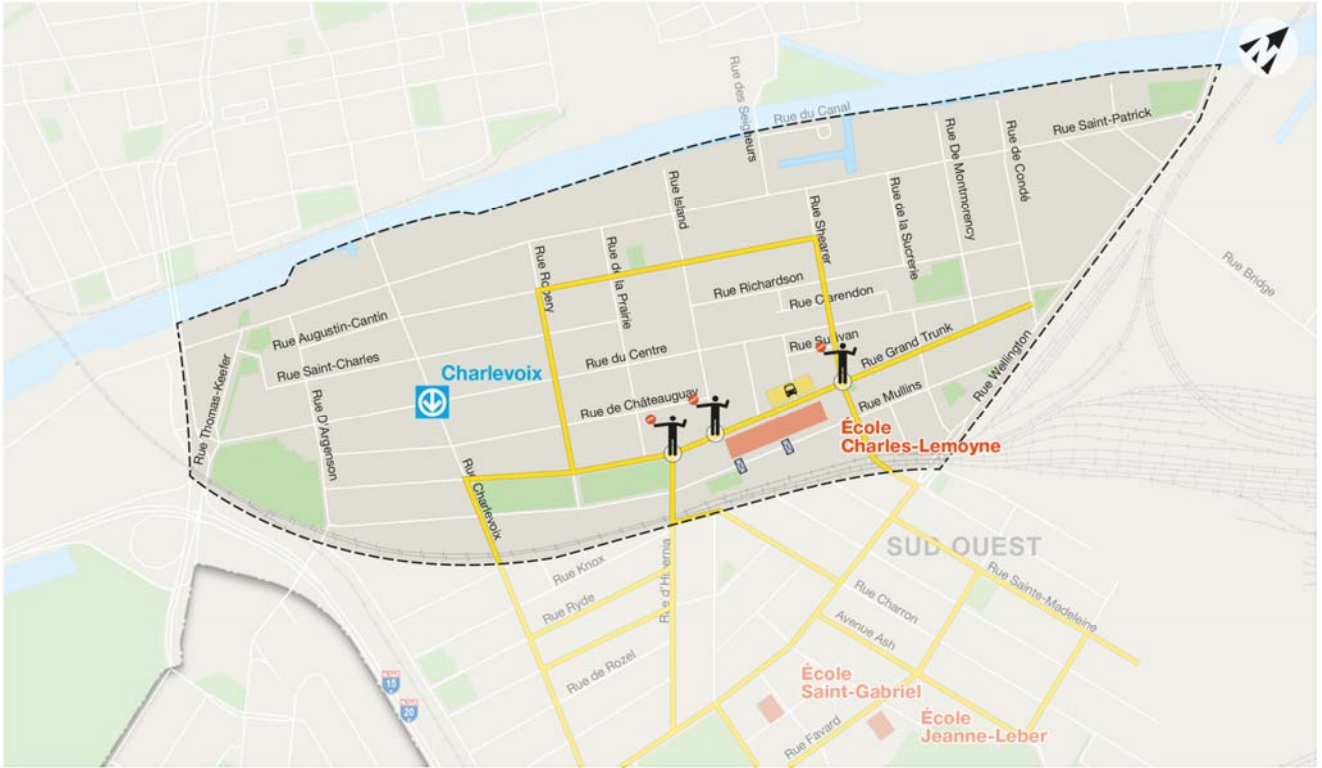 Rue des Seigneurs
Rue du Canal
Rue Saint-Patrick
Rue De Montmorency
Rue de Condé
Rue Island
Rue Shearer
Rue de la Sucrerie
Rue Bridge
Rue Ropery
Rue de la Prairie
Rue Richardson
Rue Clarendon
Rue Augustin-Cantin
Rue Sullivan
Rue Grand Trunk
Rue Saint-Charles
Rue du Centre
Rue Wellington
Rue Thomas-Keefer
Charlevoix
Rue D'Argenson
Rue de Châteauguay
Rue Mullins
École
Charles-Lemoyne
Rue Charlevoix
SUD OUEST
Rue Knox
Rue d'Hibernia
Rue Ryde
Rue Sainte-Madeleine
Rue Charron
Avenue Ash
Rue de Rozel
École
Saint-Gabriel
15
20
École
Jeanne-Leber
Rue Favard